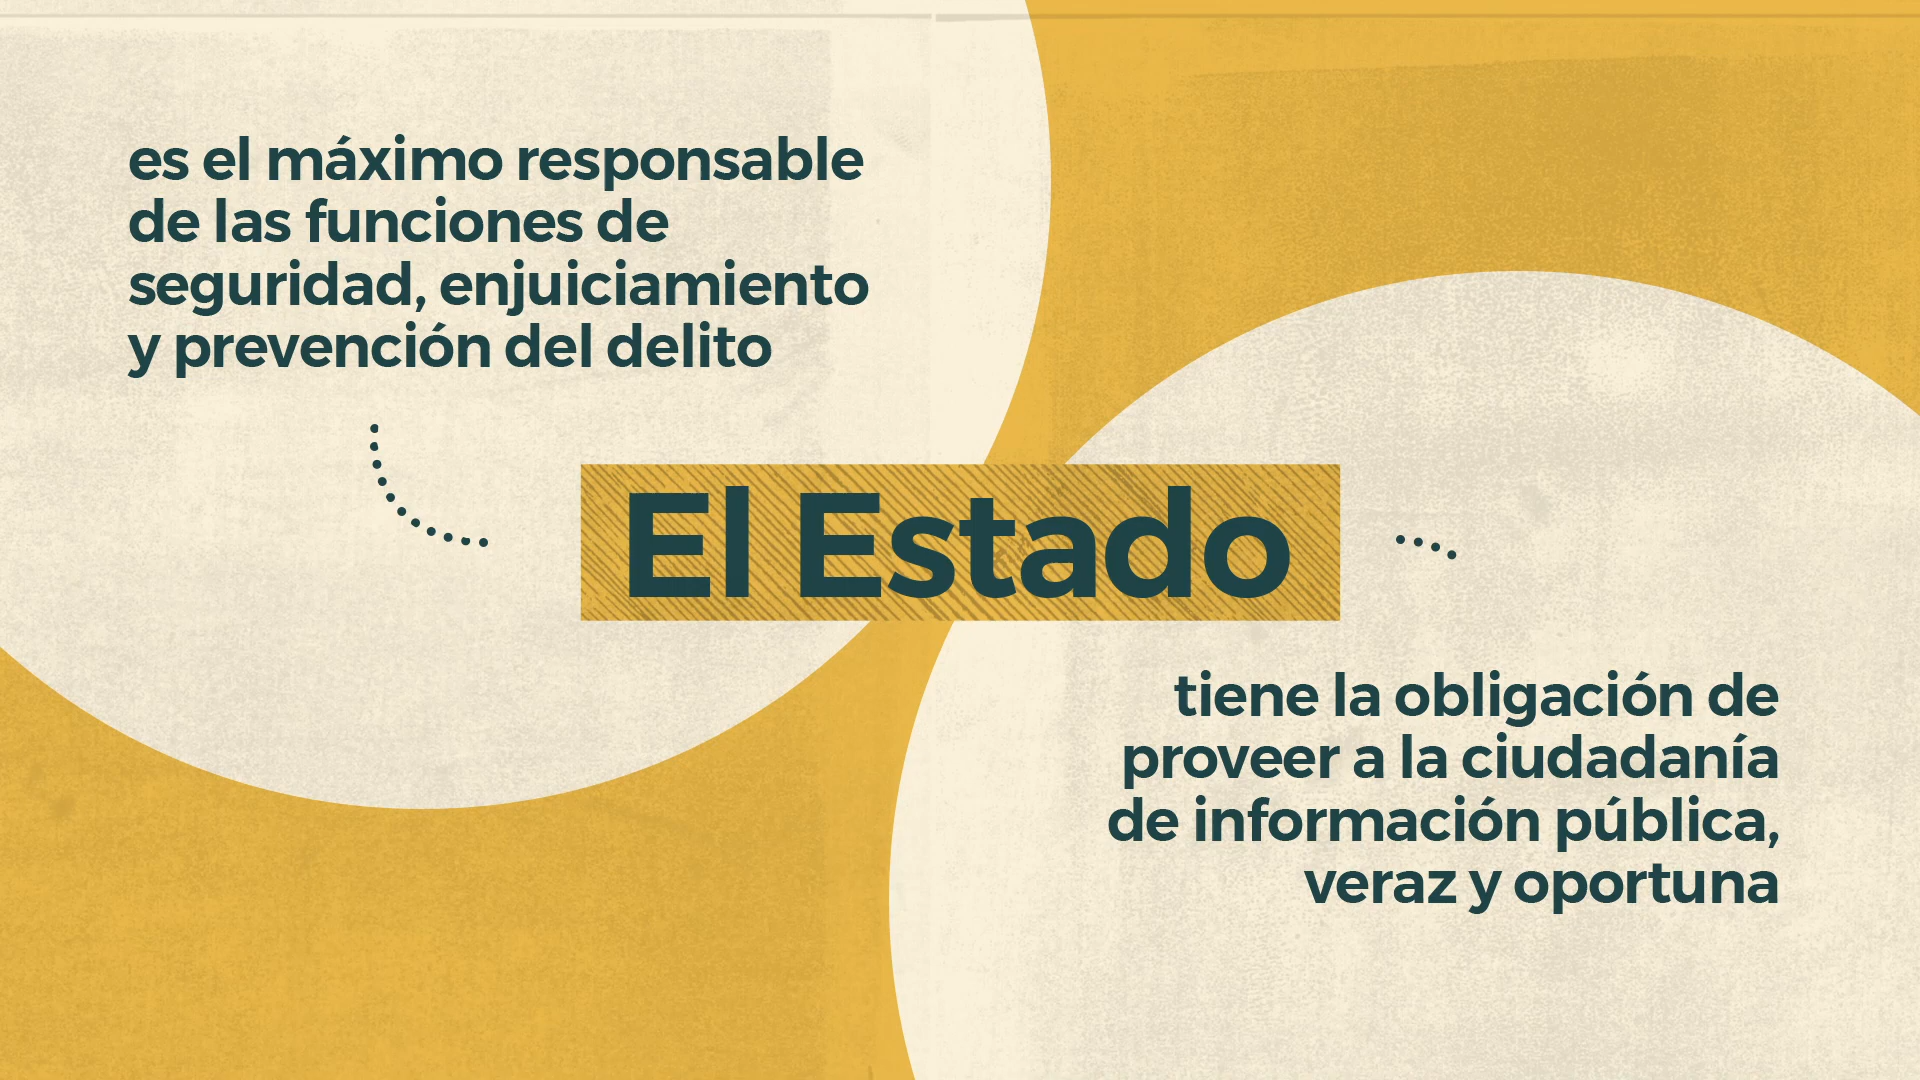 es el máximo responsable
de las funciones de
seguridad, enjuiciamiento
y prevención del delito
El Estado
tiene la obligación de
proveer a la ciudadanía
de información pública,
veraz y oportuna